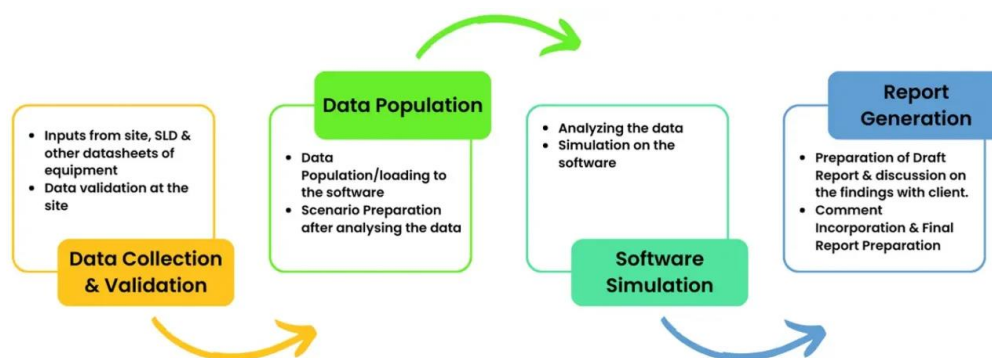 • Inputs from site, SLD &
other datasheets of
equipment
• Data validation at the
site
Data Collection
& Validation
Data Population
• Data
Population/loading to
the software
• Scenario Preparation
after analysing the data
• Analyzing the data
• Simulation on the
software
Software
Simulation
Report
Generation
• Preparation of Draft
Report & discussion on
the findings with client.
• Comment
Incorporation & Final
Report Preparation